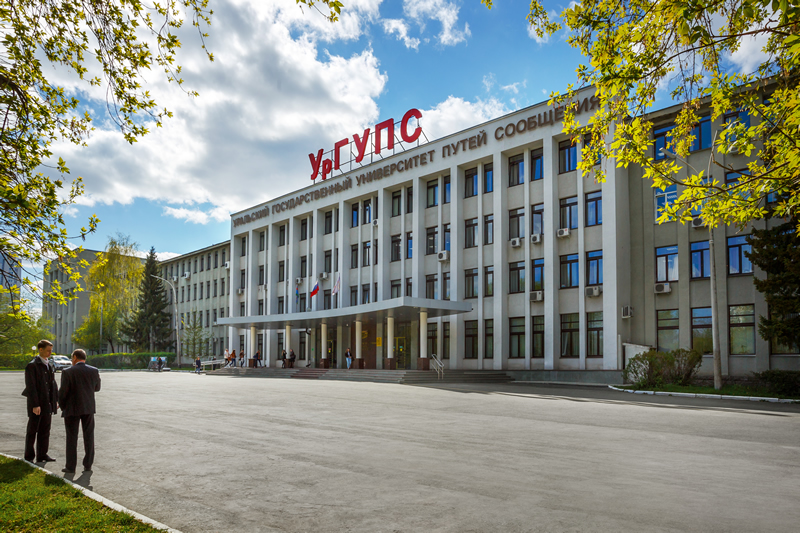 УрГУПС
УРАЛЬСКИЙ ГОСУДАРСТВЕННЫЙ УНИВЕРСИТЕТ ПУТЕЙ СООБЩЕНИЯ